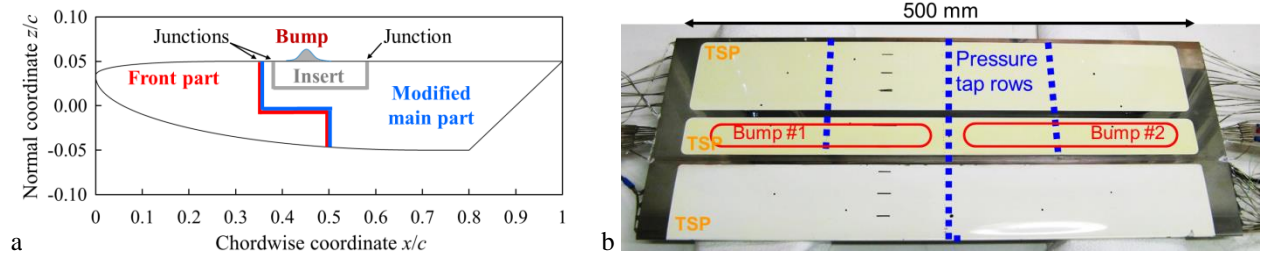 0.10
Junctions
Bump
Junction
0.05
Insert
Front part
Modified
main part
0.00
-0.05
-0.10
0
0.1
0.2
0.3
0.4
0.5
0.6
0.7
0.8
0.9
1
Normal coordinate z/c
Chordwise coordinate x/c
a
500 mm
TSP
Pressure
tap rows
Bump #1
Bump #2
TSP
TSP
b